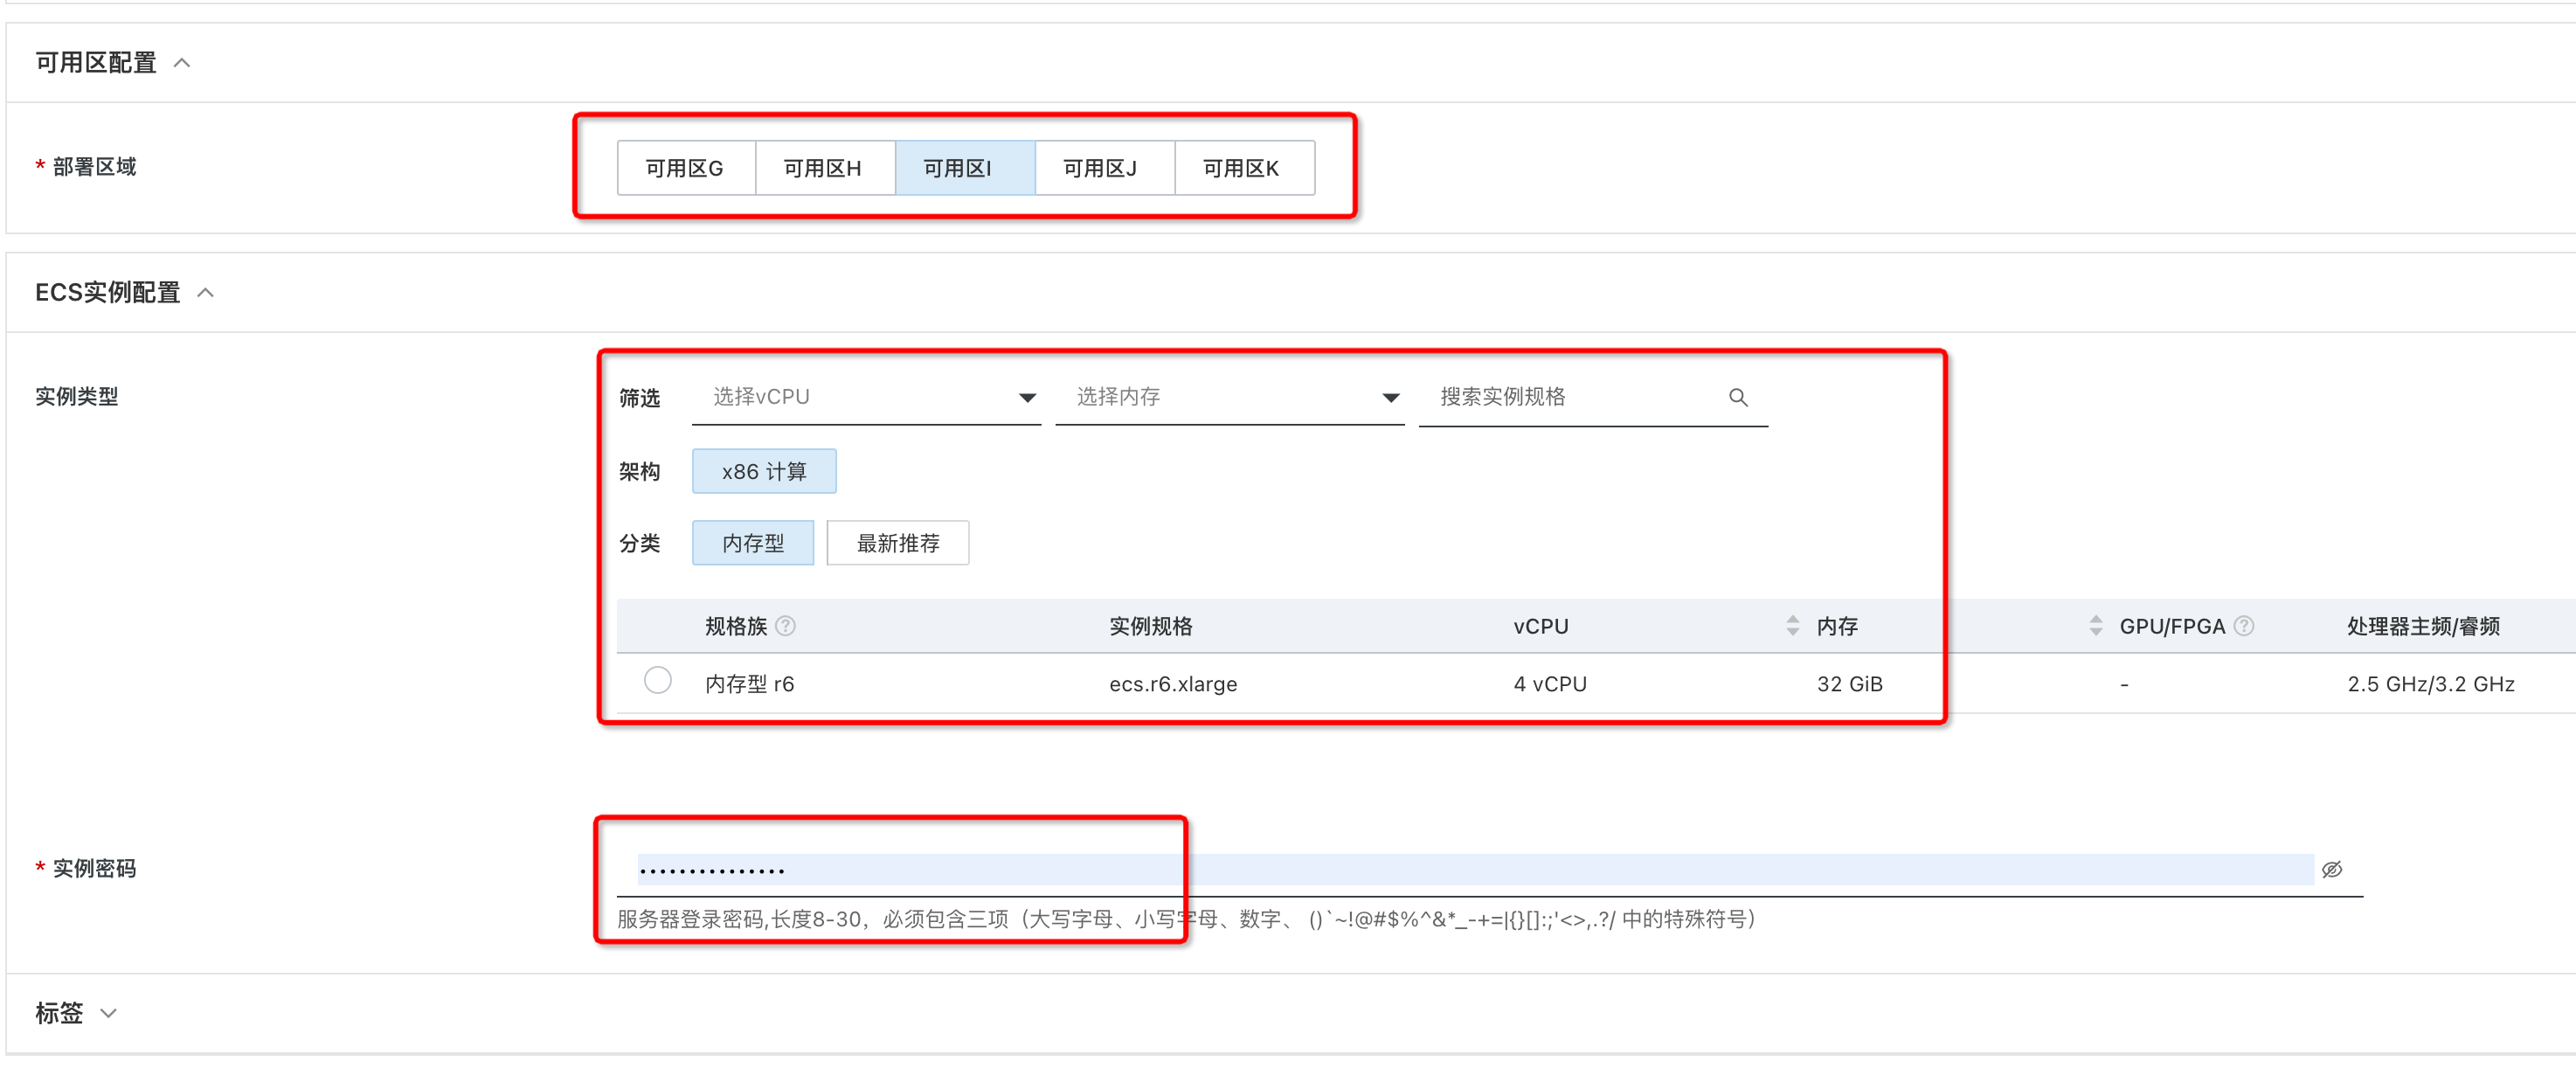 可用区配置
* 部署区域
可用区G 可用区H 可用区I 可用区J 可用区K
ECS实例配置
实例类型
筛选 选择vCPU 选择内存 搜索实例规格
架构 x86 计算
分类 内存型 最新推荐
规格族 实例规格 vCPU 内存 GPU/FPGA 处理器主频/睿频
内存型 r6 ecs.r6.xlarge 4 vCPU 32 GiB - 2.5 GHz/3.2 GHz
* 实例密码 ···············
服务器登录密码,长度8-30，必须包含三项（大写字母、小写字母、数字、 ()`~!@#$%^&*_-+=|{}[]:;'<>,.?/ 中的特殊符号）
标签